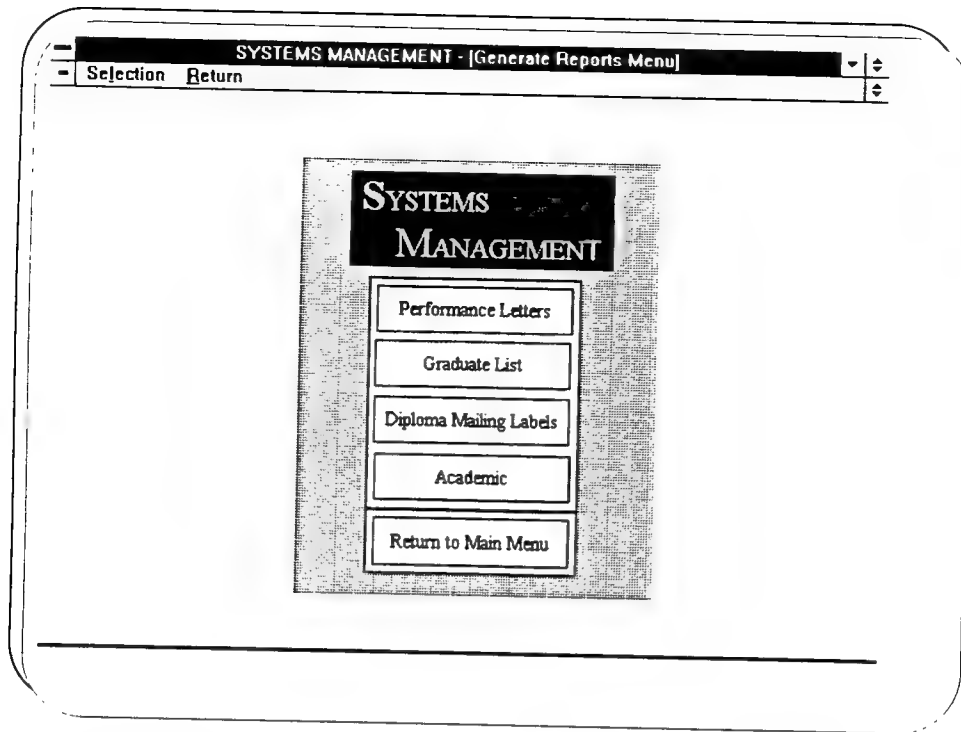 SYSTEMS MANAGEMENT - [Generate Reports Menu]
Selection Return
SYSTEMS
MANAGEMENT
Performance Letters
Graduate List
Diploma Mailing Labels
Academic
Return to Main Menu